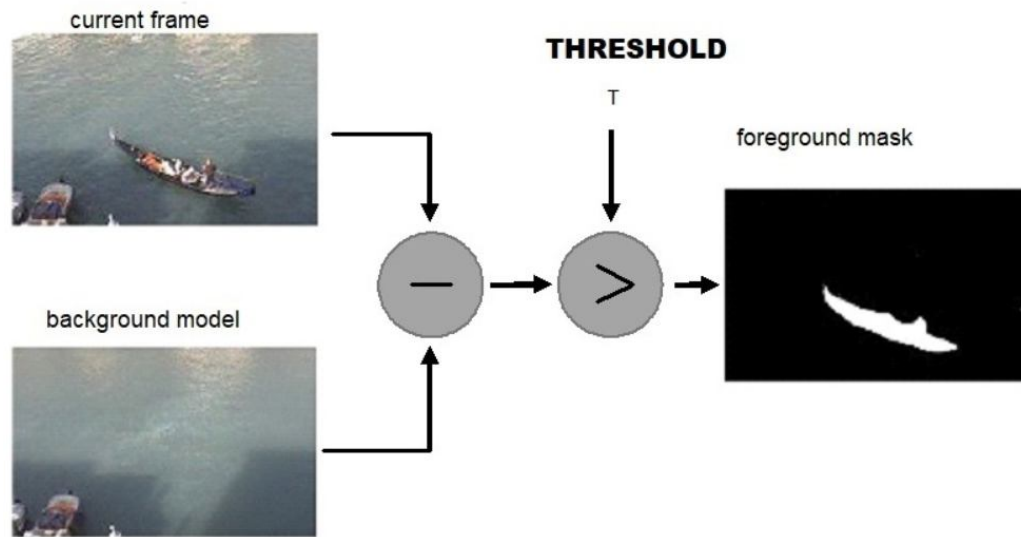 current frame
THRESHOLD
T
foreground mask
−
>
background model